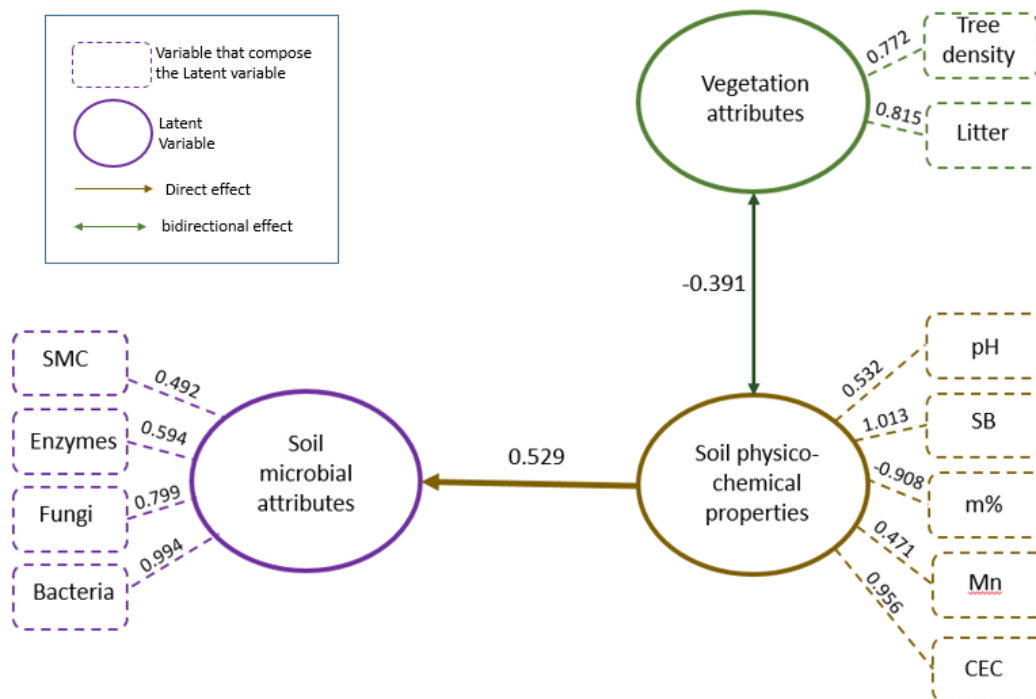 Variable that compose
the Latent variable
Latent
Variable
Direct effect
bidirectional effect
Vegetation
attributes
0.772
Tree
density
0.815
Litter
-0.391
SMC
0.492
Enzymes
0.594
Fungi
0.799
Bacteria
0.994
Soil
microbial
attributes
0.529
Soil physico-
chemical
properties
0.532
pH
1.013
SB
-0.908
m%
0.471
Mn
0.956
CEC